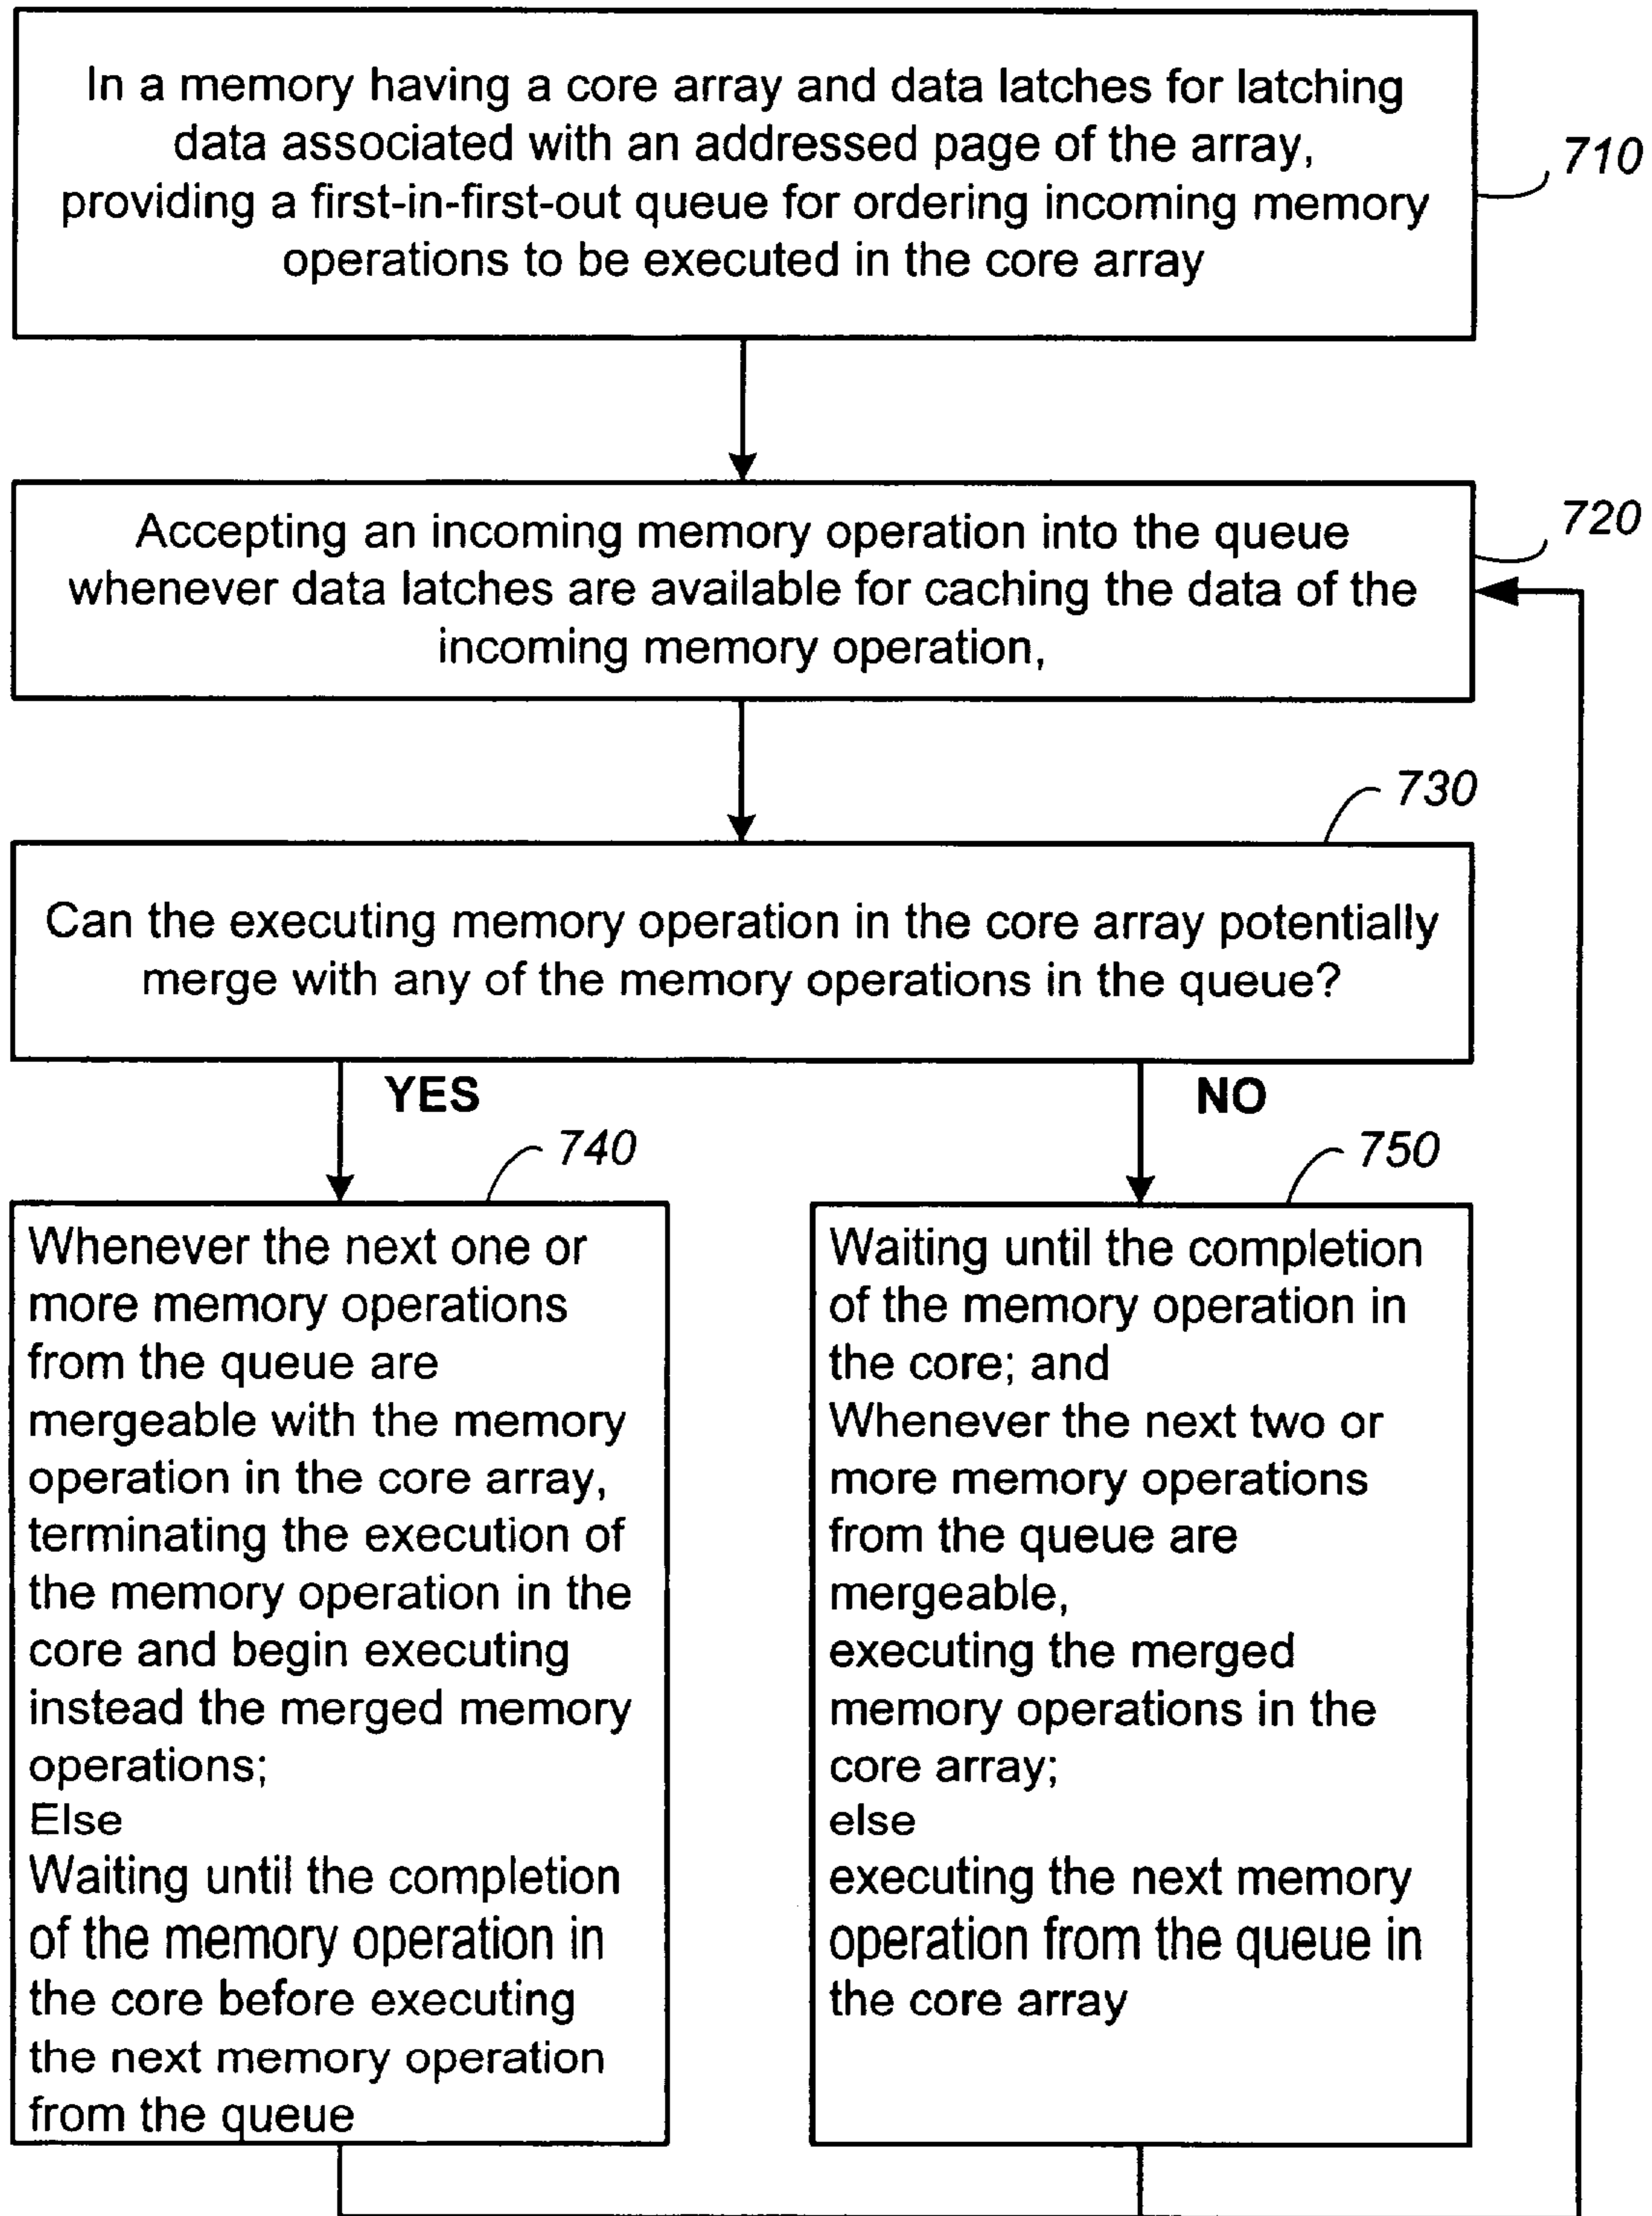 In a memory having a core array and data latches for latching
data associated with an addressed page of the array,
providing a first-in-first-out queue for ordering incoming memory
operations to be executed in the core array
710
Accepting an incoming memory operation into the queue
whenever data latches are available for caching the data of the
incoming memory operation,
720
730
Can the executing memory operation in the core array potentially
merge with any of the memory operations in the queue?
YES
NO
740
Whenever the next one or
more memory operations
from the queue are
mergeable with the memory
operation in the core array,
terminating the execution of
the memory operation in the
core and begin executing
instead the merged memory
operations;
Else
Waiting until the completion
of the memory operation in
the core before executing
the next memory operation
from the queue
750
Waiting until the completion
of the memory operation in
the core; and
Whenever the next two or
more memory operations
from the queue are
mergeable,
executing the merged
memory operations in the
core array;
else
executing the next memory
operation from the queue in
the core array